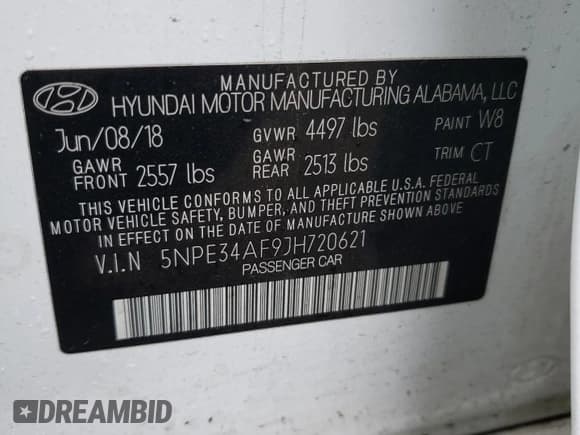 MANUFACTURED BY
HYUNDAI MOTOR MANUFACTURING ALABAMA, LLC
Jun/08/18 GVWR 4497 lbs PAINT W8
GAWR FRONT 2557 lbs GAWR REAR 2513 lbs TRIM CT
THIS VEHICLE CONFORMS TO ALL APPLICABLE U.S.A. FEDERAL
MOTOR VEHICLE SAFETY, BUMPER, AND THEFT PREVENTION STANDARDS
IN EFFECT ON THE DATE OF MANUFACTURE SHOWN ABOVE.
V.I.N 5NPE34AF9JH720621
PASSENGER CAR
DREAMBID